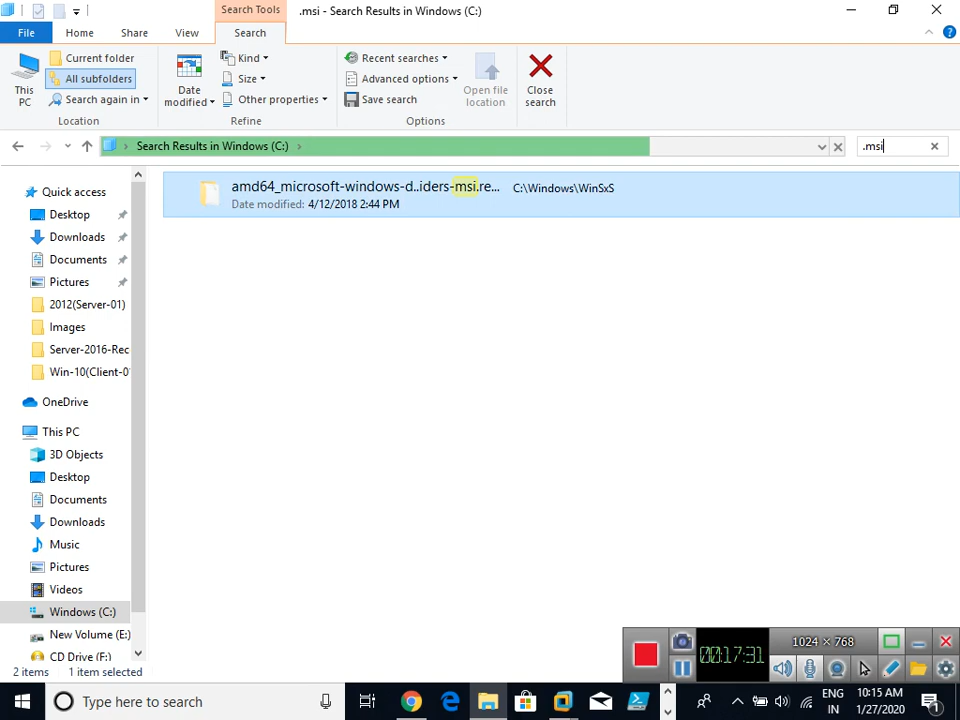 Search Tools
.msi - Search Results in Windows (C:)
File
Home
Share
View
Search
This PC
Current folder
All subfolders
Search again in
Location
Date modified
Kind
Size
Other properties
Refine
Recent searches
Advanced options
Save search
Open file location
Options
Close search
Search Results in Windows (C:)
.msi
Quick access
Desktop
Downloads
Documents
Pictures
2012(Server-01)
Images
Server-2016-Rec
Win-10(Client-0
OneDrive
This PC
3D Objects
Desktop
Documents
Downloads
Music
Pictures
Videos
Windows (C:)
New Volume (E:)
CD Drive (F:)
amd64_microsoft-windows-d..iders-msi.re...
C:\Windows\WinSxS
Date modified: 4/12/2018 2:44 PM
2 items
1 item selected
00:17:31
1024 × 768
Type here to search
ENG
IN
10:15 AM
1/27/2020
1